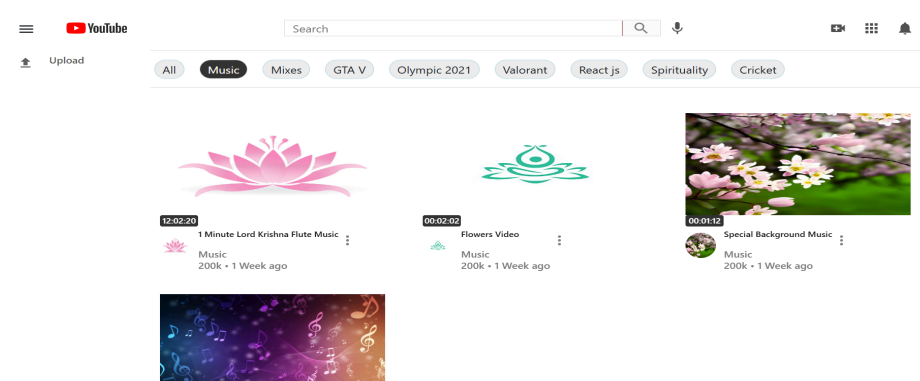 YouTube
Search
Upload
All Music Mixes GTA V Olympic 2021 Valorant React js Spirituality Cricket
12:02:20
1 Minute Lord Krishna Flute Music
Music
200k • 1 Week ago
00:02:02
Flowers Video
Music
200k • 1 Week ago
00:01:12
Special Background Music
Music
200k • 1 Week ago